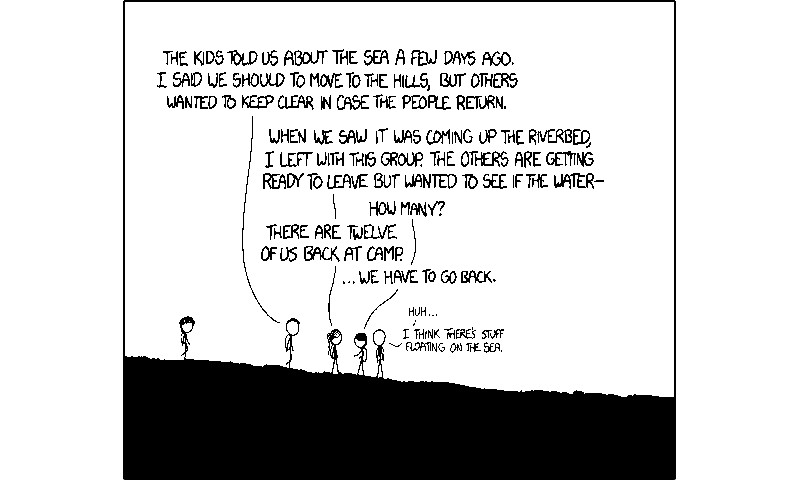 THE KIDS TOLD US ABOUT THE SEA A FEW DAYS AGO.
I SAID WE SHOULD TO MOVE TO THE HILLS, BUT OTHERS
WANTED TO KEEP CLEAR IN CASE THE PEOPLE RETURN.
WHEN WE SAW IT WAS COMING UP THE RIVERBED,
I LEFT WITH THIS GROUP. THE OTHERS ARE GETTING
READY TO LEAVE BUT WANTED TO SEE IF THE WATER—
HOW MANY?
THERE ARE TWELVE
OF US BACK AT CAMP.
...WE HAVE TO GO BACK.
HUH...
I THINK THERE'S STUFF
FLOATING ON THE SEA.